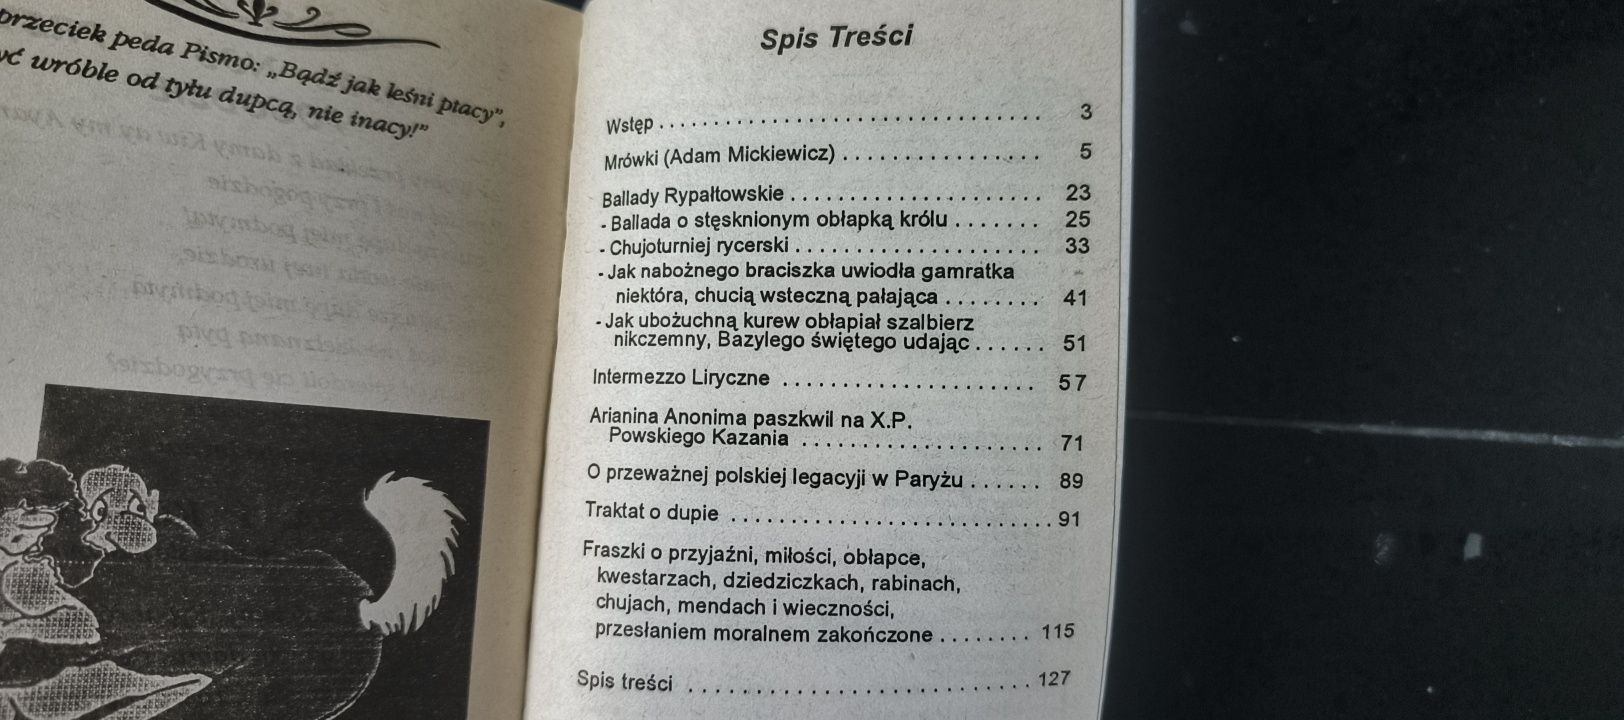 przeciek peda Pismo: „Bądź jak leśni ptacy”,
yć wróble od tyłu dupcą, nie inacy!”
Spis Treści
Wstęp . . . . . . . . . . . . . . . . . . . . . . . . . . . . . . . . 3
Mrówki (Adam Mickiewicz) . . . . . . . . . . . . . . . . 5
Ballady Rypałtowskie . . . . . . . . . . . . . . . . . . . . . . 23
- Ballada o stęsknionym obłapką królu . . . . . . . 25
- Chujoturniej rycerski . . . . . . . . . . . . . . . . . . . . . 33
- Jak nabożnego braciszka uwiodła gamratka
niektóra, chucią wsteczną pałająca . . . . . . . . 41
- Jak ubożuchną kurew obłapiał szalbierz
nikczemny, Bazylego świętego udając . . . . . . 51
Intermezzo Liryczne . . . . . . . . . . . . . . . . . . . . . 57
Arianina Anonima paszkwil na X.P.
Powskiego Kazania . . . . . . . . . . . . . . . . . . . . 71
O przeważnej polskiej legacyji w Paryżu . . . . . . 89
Traktat o dupie . . . . . . . . . . . . . . . . . . . . . . . . . . . 91
Fraszki o przyjaźni, miłości, obłapce,
kwestarzach, dziedziczkach, rabinach,
chujach, mendach i wieczności,
przesłaniem moralnem zakończone . . . . . . . . 115
Spis treści . . . . . . . . . . . . . . . . . . . . . . . . . . . . . 127